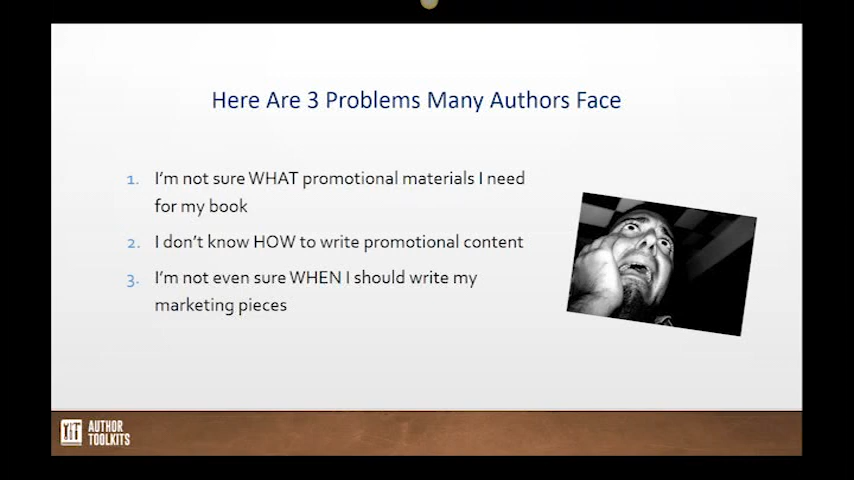 Here Are 3 Problems Many Authors Face
1. I'm not sure WHAT promotional materials I need
for my book
2. I don't know HOW to write promotional content
3. I'm not even sure WHEN I should write my
marketing pieces
AUTHOR
TOOLKITS